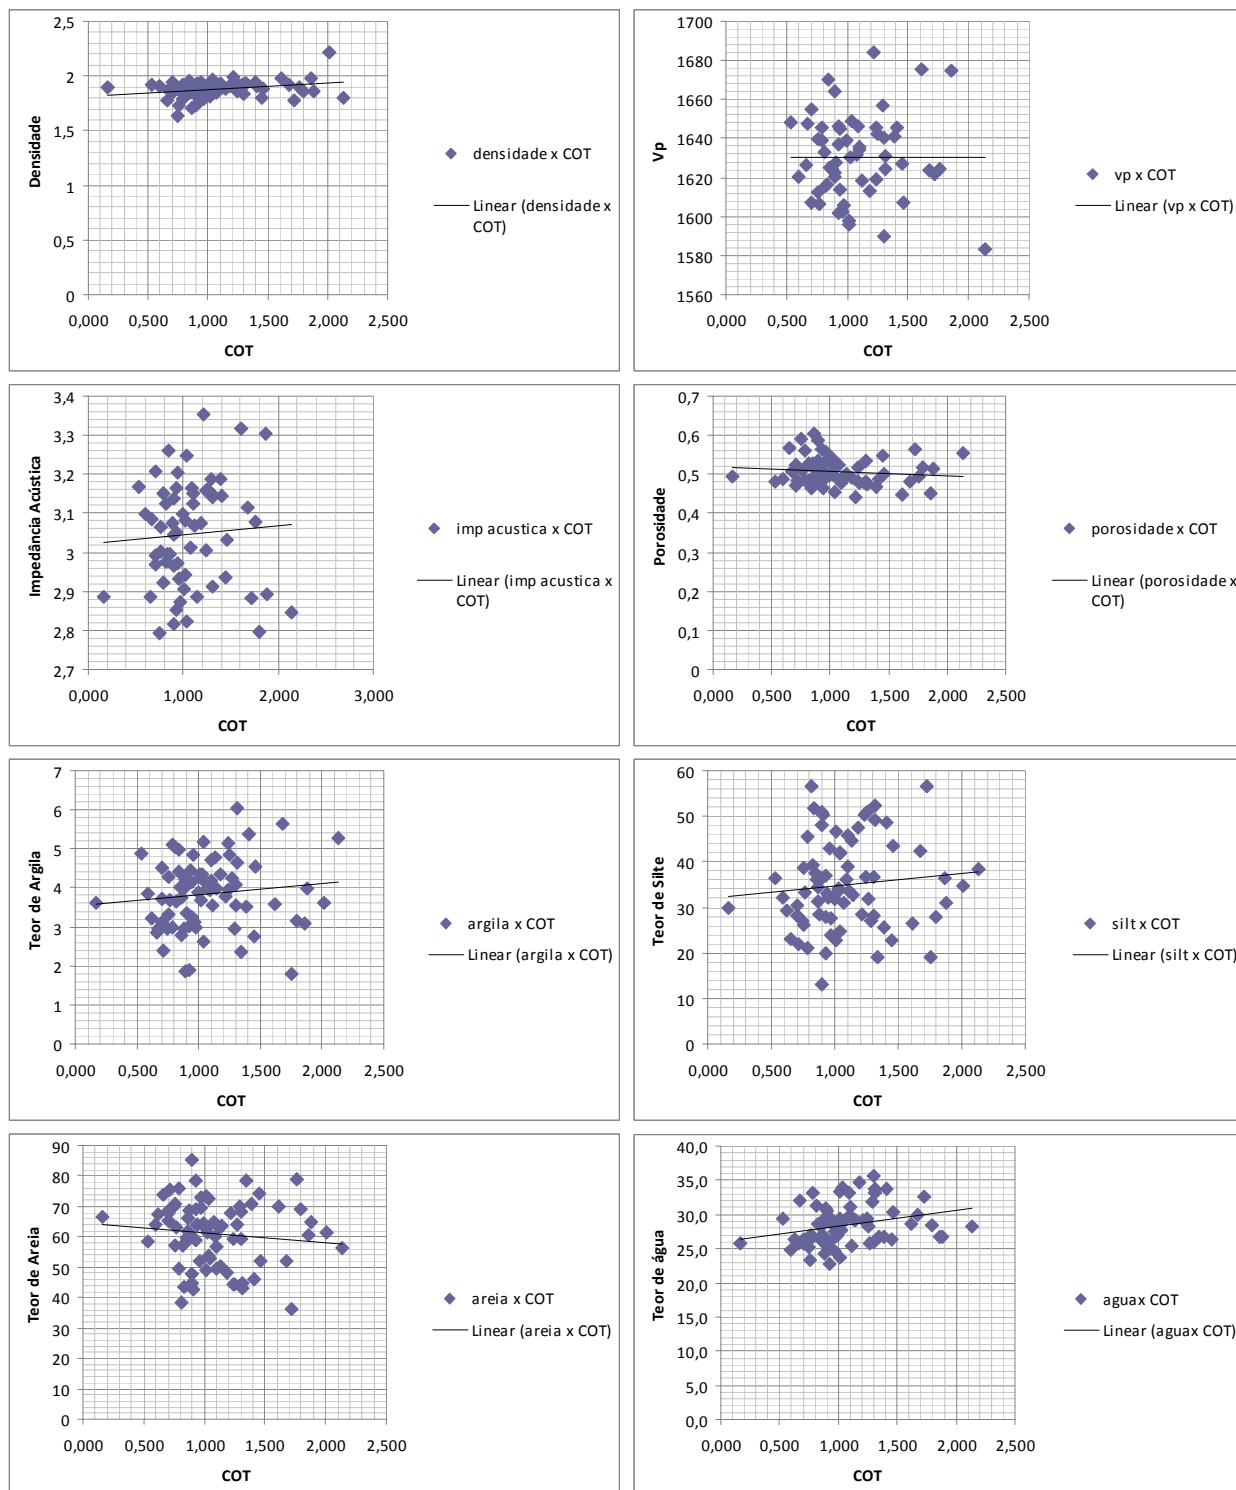 2,5
2
1,5
1
0,5
0
0,000 0,500 1,000 1,500 2,000 2,500
Densidade
COT
densidade x COT
Linear (densidade x
COT)
1700
1680
1660
1640
1620
1600
1580
1560
0,000 0,500 1,000 1,500 2,000 2,500
Vp
COT
vp x COT
Linear (vp x COT)
3,4
3,3
3,2
3,1
3
2,9
2,8
2,7
0,000 1,000 2,000 3,000
Impedância Acústica
COT
imp acustica x COT
Linear (imp acustica x
COT)
0,7
0,6
0,5
0,4
0,3
0,2
0,1
0
0,000 0,500 1,000 1,500 2,000 2,500
Porosidade
COT
porosidade x COT
Linear (porosidade x
COT)
7
6
5
4
3
2
1
0
0,000 0,500 1,000 1,500 2,000 2,500
Teor de Argila
COT
argila x COT
Linear (argila x COT)
60
50
40
30
20
10
0
0,000 0,500 1,000 1,500 2,000 2,500
Teor de Silte
COT
silt x COT
Linear (silt x COT)
90
80
70
60
50
40
30
20
10
0
0,000 0,500 1,000 1,500 2,000 2,500
Teor de Areia
COT
areia x COT
Linear (areia x COT)
40,0
35,0
30,0
25,0
20,0
15,0
10,0
5,0
0,0
0,000 0,500 1,000 1,500 2,000 2,500
Teor de água
COT
aguax COT
Linear (aguax COT)